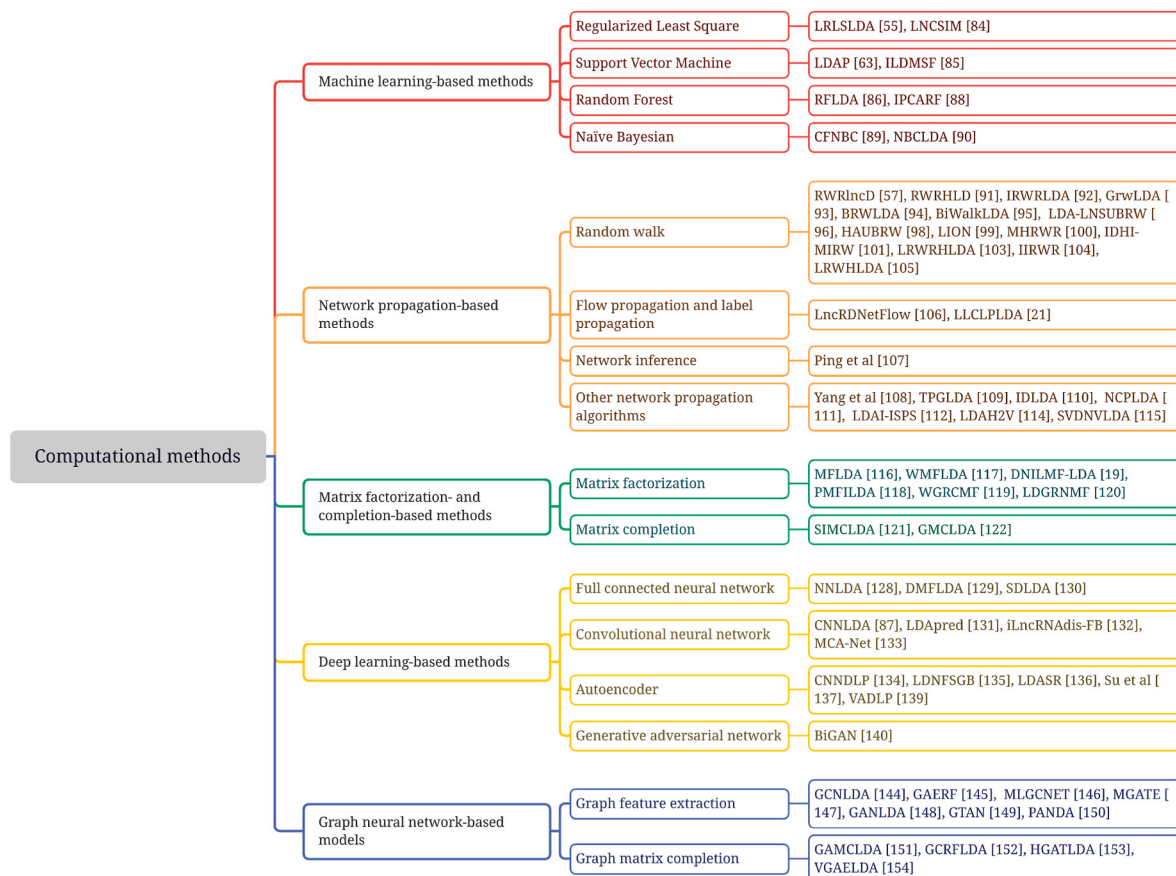 Computational methods
Machine learning-based methods
Regularized Least Square
LRLSLDA [55], LNCSIM [84]
Support Vector Machine
LDAP [63], ILDMSF [85]
Random Forest
RFLDA [86], IPCARF [88]
Naïve Bayesian
CFNBC [89], NBCLDA [90]
Network propagation-based
methods
Random walk
RWRlncD [57], RWRHLD [91], IRWRLDA [92], GrwLDA [
93], BRWLDA [94], BiWalkLDA [95], LDA-LNSUBRW [
96], HAUBRW [98], LION [99], MHRWR [100], IDHI-
MIRW [101], LRWRHLDA [103], IIRWR [104],
LRWHLDA [105]
Flow propagation and label
propagation
LncRDNetFlow [106], LLCLPLDA [21]
Network inference
Ping et al [107]
Other network propagation
algorithms
Yang et al [108], TPGLDA [109], IDLDA [110], NCPLDA [
111], LDAI-ISPS [112], LDAH2V [114], SVDNVLDA [115]
Matrix factorization- and
completion-based methods
Matrix factorization
MFLDA [116], WMFLDA [117], DNILMF-LDA [19],
PMFILDA [118], WGRCMF [119], LDGRNMF [120]
Matrix completion
SIMCLDA [121], GMCLDA [122]
Deep learning-based methods
Full connected neural network
NNLDA [128], DMFLDA [129], SDLDA [130]
Convolutional neural network
CNNLDA [87], LDApred [131], iLncRNAdis-FB [132],
MCA-Net [133]
Autoencoder
CNNDLP [134], LDNFSGB [135], LDASR [136], Su et al [
137], VADLP [139]
Generative adversarial network
BiGAN [140]
Graph neural network-based
models
Graph feature extraction
GCNLDA [144], GAERF [145], MLGCNET [146], MGATE [
147], GANLDA [148], GTAN [149], PANDA [150]
Graph matrix completion
GAMCLDA [151], GCRFLDA [152], HGATLDA [153],
VGAELDA [154]